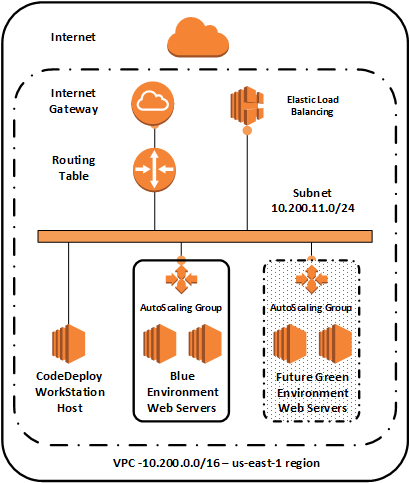 Internet
Internet
Gateway
Elastic Load
Balancing
Routing
Table
Subnet
10.200.11.0/24
AutoScaling Group
AutoScaling Group
CodeDeploy
WorkStation
Host
Blue
Environment
Web Servers
Future Green
Environment
Web Servers
VPC -10.200.0.0/16 – us-east-1 region